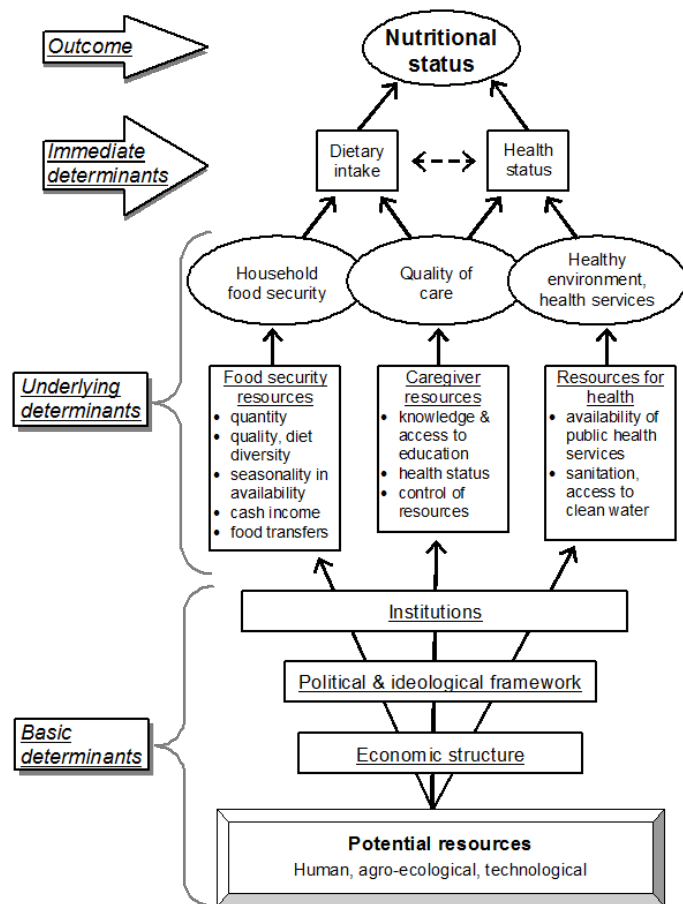 Outcome
Nutritional
status
Immediate
determinants
Dietary
intake
Health
status
Household
food security
Quality of
care
Healthy
environment,
health services
Underlying
determinants
Food security
resources
• quantity
• quality, diet
diversity
• seasonality in
availability
• cash income
• food transfers
Caregiver
resources
• knowledge &
access to
education
• health status
• control of
resources
Resources for
health
• availability of
public health
services
• sanitation,
access to
clean water
Institutions
Political & ideological framework
Basic
determinants
Economic structure
Potential resources
Human, agro-ecological, technological